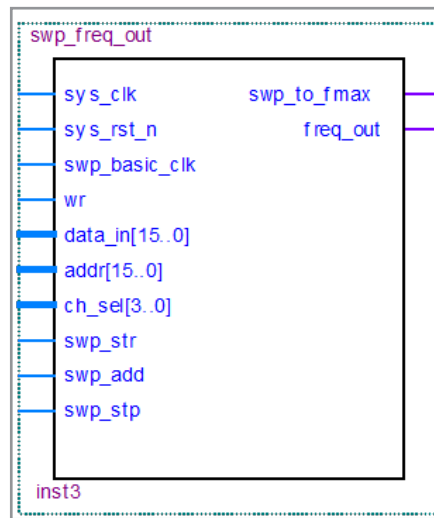 swp_freq_out
sys_clk swp_to_fmax
sys_rst_n freq_out
swp_basic_clk
wr
data_in[15..0]
addr[15..0]
ch_sel[3..0]
swp_str
swp_add
swp_stp
inst3